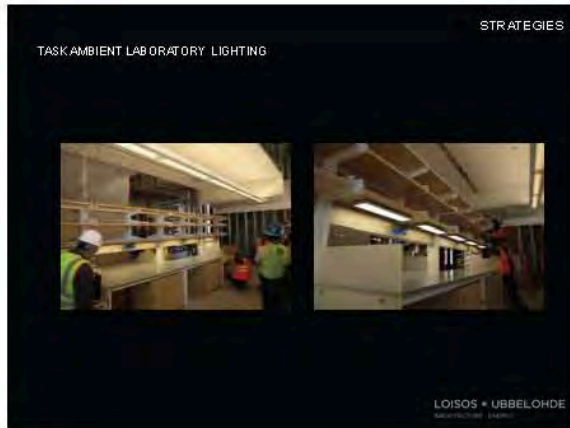 STRATEGIES
TASK AMBIENT LABORATORY LIGHTING
LOISOS + UBBELOHDE